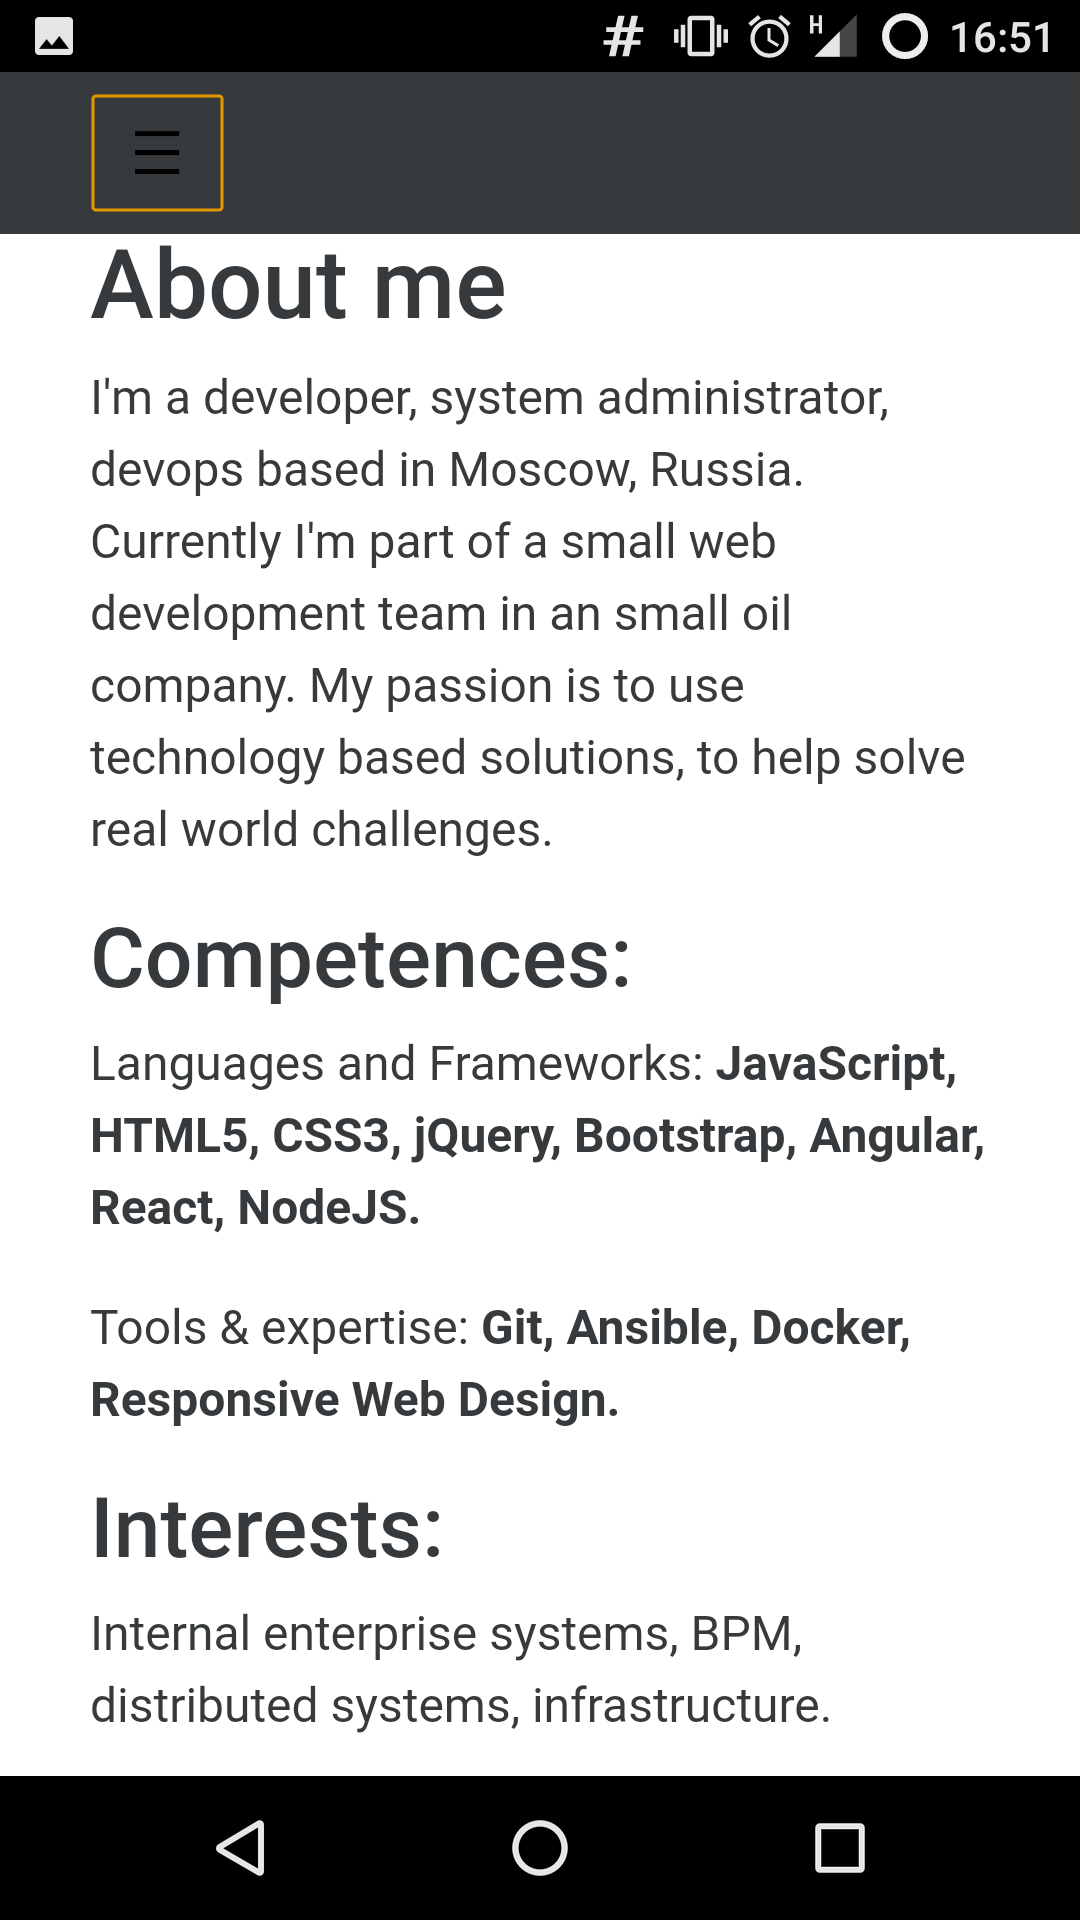 # H 16:51
About me
I'm a developer, system administrator,
devops based in Moscow, Russia.
Currently I'm part of a small web
development team in an small oil
company. My passion is to use
technology based solutions, to help solve
real world challenges.
Competences:
Languages and Frameworks: JavaScript,
HTML5, CSS3, jQuery, Bootstrap, Angular,
React, NodeJS.
Tools & expertise: Git, Ansible, Docker,
Responsive Web Design.
Interests:
Internal enterprise systems, BPM,
distributed systems, infrastructure.